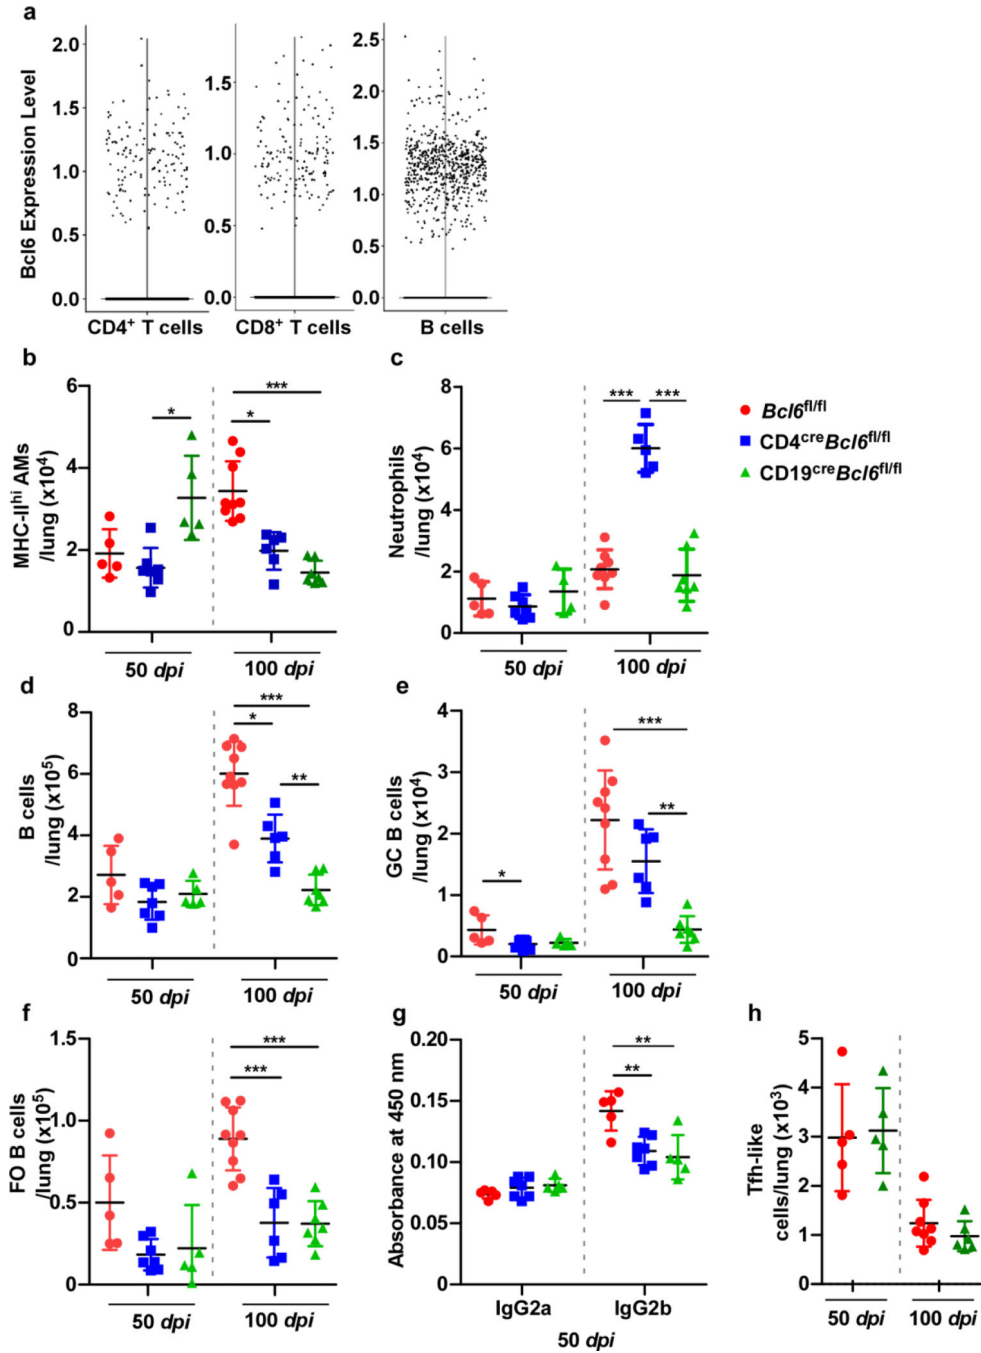 a
Bcl6 Expression Level
2.0
1.5
1.0
0.5
0.0
CD4⁺ T cells
1.5
1.0
0.5
0.0
CD8⁺ T cells
2.5
2.0
1.5
1.0
0.5
0.0
B cells
b
MHC-IIʰⁱ AMs
/lung (x10⁴)
6
4
2
0
*
*
***
50 dpi
100 dpi
c
Neutrophils
/lung (x10⁴)
8
6
4
2
0
***
***
50 dpi
100 dpi
Bcl6ᶠˡ/ᶠˡ
CD4ᶜʳᵉBcl6ᶠˡ/ᶠˡ
CD19ᶜʳᵉBcl6ᶠˡ/ᶠˡ
d
B cells
/lung (x10⁵)
8
6
4
2
0
***
*
**
50 dpi
100 dpi
e
GC B cells
/lung (x10⁴)
4
3
2
1
0
*
***
**
50 dpi
100 dpi
f
FO B cells
/lung (x10⁵)
1.5
1.0
0.5
0
***
***
50 dpi
100 dpi
g
Absorbance at 450 nm
0.20
0.15
0.10
0.05
0.00
**
**
IgG2a
IgG2b
50 dpi
h
Tfh-like
cells/lung (x10³)
5
4
3
2
1
0
50 dpi
100 dpi